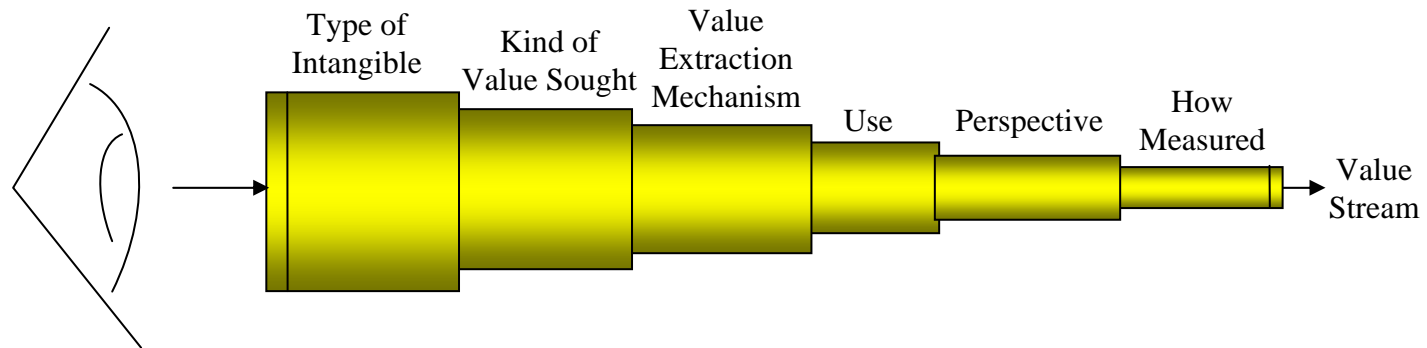 Type of
Intangible
Kind of
Value Sought
Value
Extraction
Mechanism
Use
Perspective
How
Measured
Value
Stream